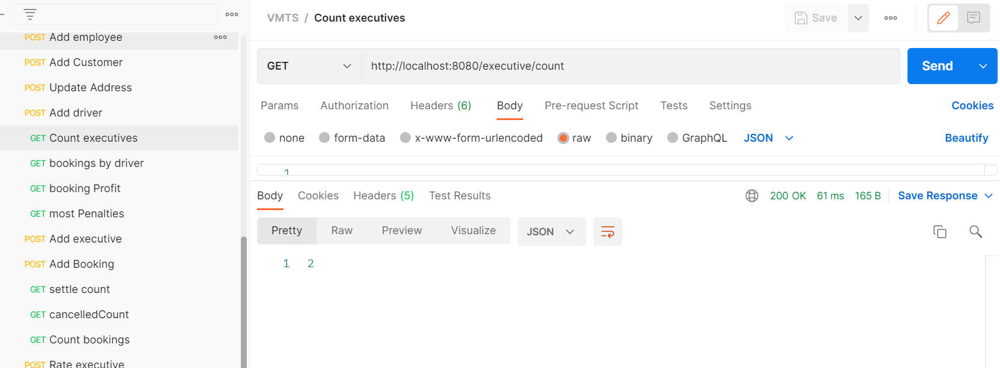 POST Add employee
POST Add Customer
POST Update Address
POST Add driver
GET Count executives
GET bookings by driver
GET booking Profit
GET most Penalties
POST Add executive
POST Add Booking
GET settle count
GET cancelledCount
GET Count bookings
POST Rate executive
VMTS / Count executives
Save
GET http://localhost:8080/executive/count
Send
Params Authorization Headers (6) Body Pre-request Script Tests Settings Cookies
none form-data x-www-form-urlencoded raw binary GraphQL JSON Beautify
1
Body Cookies Headers (5) Test Results 200 OK 61 ms 165 B Save Response
Pretty Raw Preview Visualize JSON
1 2